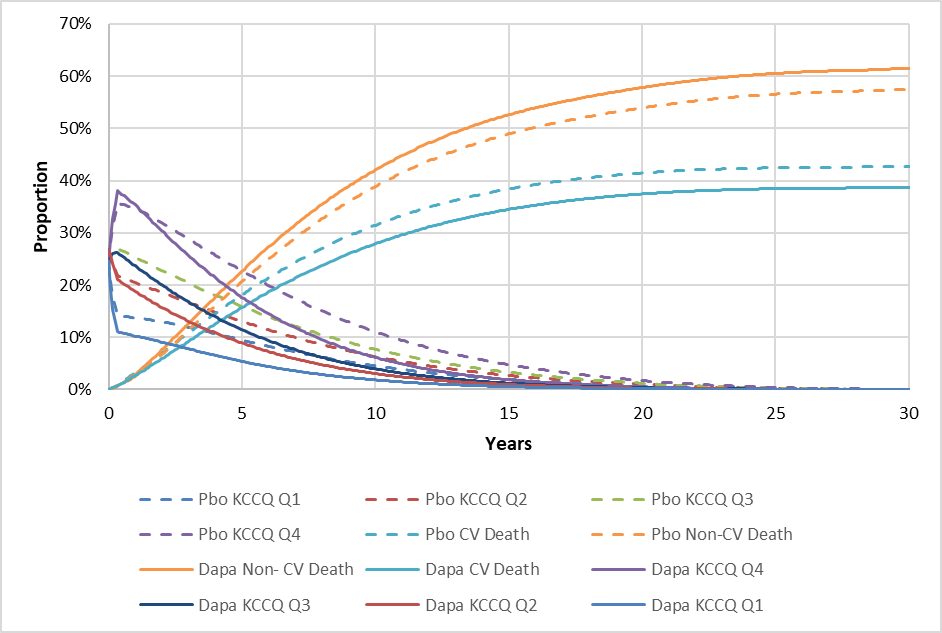 70%
60%
50%
40%
30%
20%
10%
0%
Proportion
0 5 10 15 20 25 30
Years
Pbo KCCQ Q1 Pbo KCCQ Q2 Pbo KCCQ Q3
Pbo KCCQ Q4 Pbo CV Death Pbo Non-CV Death
Dapa Non- CV Death Dapa CV Death Dapa KCCQ Q4
Dapa KCCQ Q3 Dapa KCCQ Q2 Dapa KCCQ Q1